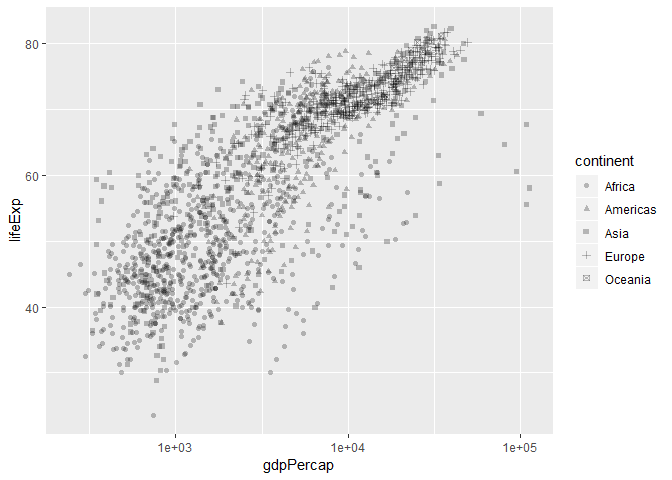 80
60
40
lifeExp
1e+03 1e+04 1e+05
gdpPercap
continent
Africa
Americas
Asia
Europe
Oceania